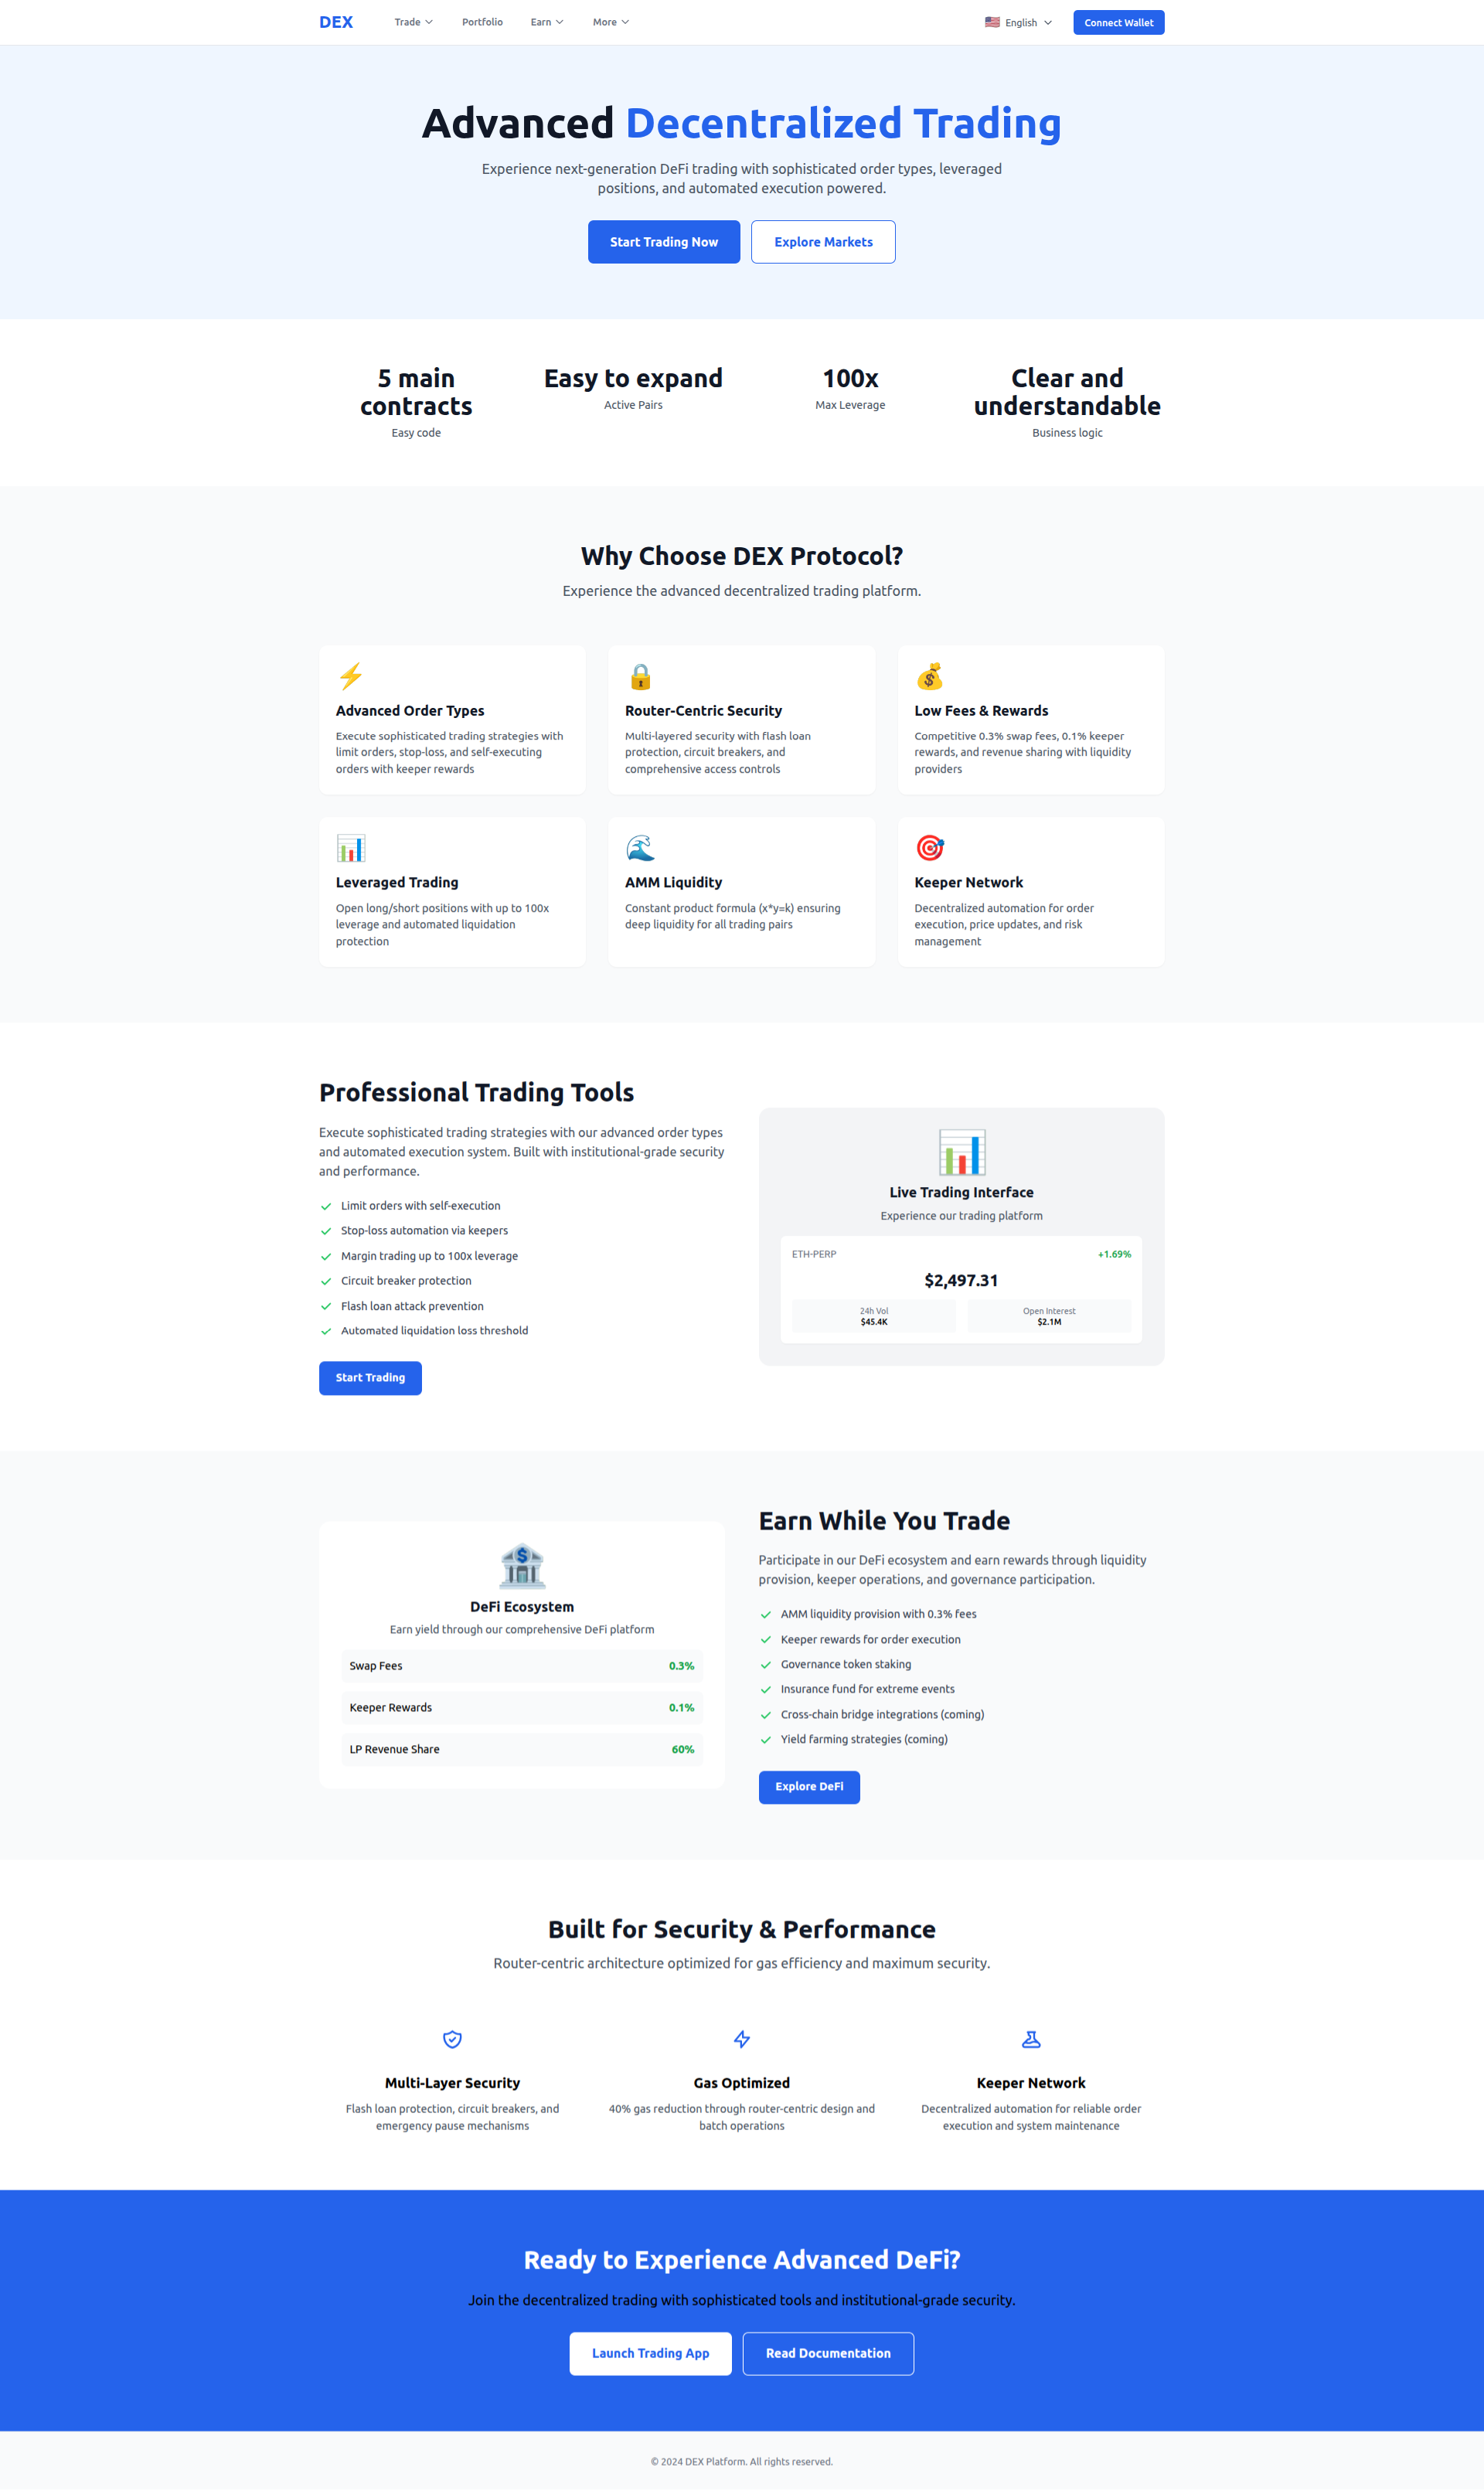 DEX
Trade
Portfolio
Earn
More
English
Connect Wallet
Advanced Decentralized Trading
Experience next-generation DeFi trading with sophisticated order types, leveraged
positions, and automated execution powered.
Start Trading Now
Explore Markets
5 main
contracts
Easy code
Easy to expand
Active Pairs
100x
Max Leverage
Clear and
understandable
Business logic
Why Choose DEX Protocol?
Experience the advanced decentralized trading platform.
Advanced Order Types
Execute sophisticated trading strategies with
limit orders, stop-loss, and self-executing
orders with keeper rewards
Router-Centric Security
Multi-layered security with flash loan
protection, circuit breakers, and
comprehensive access controls
Low Fees & Rewards
Competitive 0.3% swap fees, 0.1% keeper
rewards, and revenue sharing with liquidity
providers
Leveraged Trading
Open long/short positions with up to 100x
leverage and automated liquidation
protection
AMM Liquidity
Constant product formula (x*y=k) ensuring
deep liquidity for all trading pairs
Keeper Network
Decentralized automation for order
execution, price updates, and risk
management
Professional Trading Tools
Execute sophisticated trading strategies with our advanced order types
and automated execution system. Built with institutional-grade security
and performance.
Limit orders with self-execution
Stop-loss automation via keepers
Margin trading up to 100x leverage
Circuit breaker protection
Flash loan attack prevention
Automated liquidation loss threshold
Start Trading
Live Trading Interface
Experience our trading platform
ETH-PERP
+1.69%
$2,497.31
24h Vol
$45.4K
Open Interest
$2.1M
DeFi Ecosystem
Earn yield through our comprehensive DeFi platform
Swap Fees
0.3%
Keeper Rewards
0.1%
LP Revenue Share
60%
Earn While You Trade
Participate in our DeFi ecosystem and earn rewards through liquidity
provision, keeper operations, and governance participation.
AMM liquidity provision with 0.3% fees
Keeper rewards for order execution
Governance token staking
Insurance fund for extreme events
Cross-chain bridge integrations (coming)
Yield farming strategies (coming)
Explore DeFi
Built for Security & Performance
Router-centric architecture optimized for gas efficiency and maximum security.
Multi-Layer Security
Flash loan protection, circuit breakers, and
emergency pause mechanisms
Gas Optimized
40% gas reduction through router-centric design and
batch operations
Keeper Network
Decentralized automation for reliable order
execution and system maintenance
Ready to Experience Advanced DeFi?
Join the decentralized trading with sophisticated tools and institutional-grade security.
Launch Trading App
Read Documentation
© 2024 DEX Platform. All rights reserved.